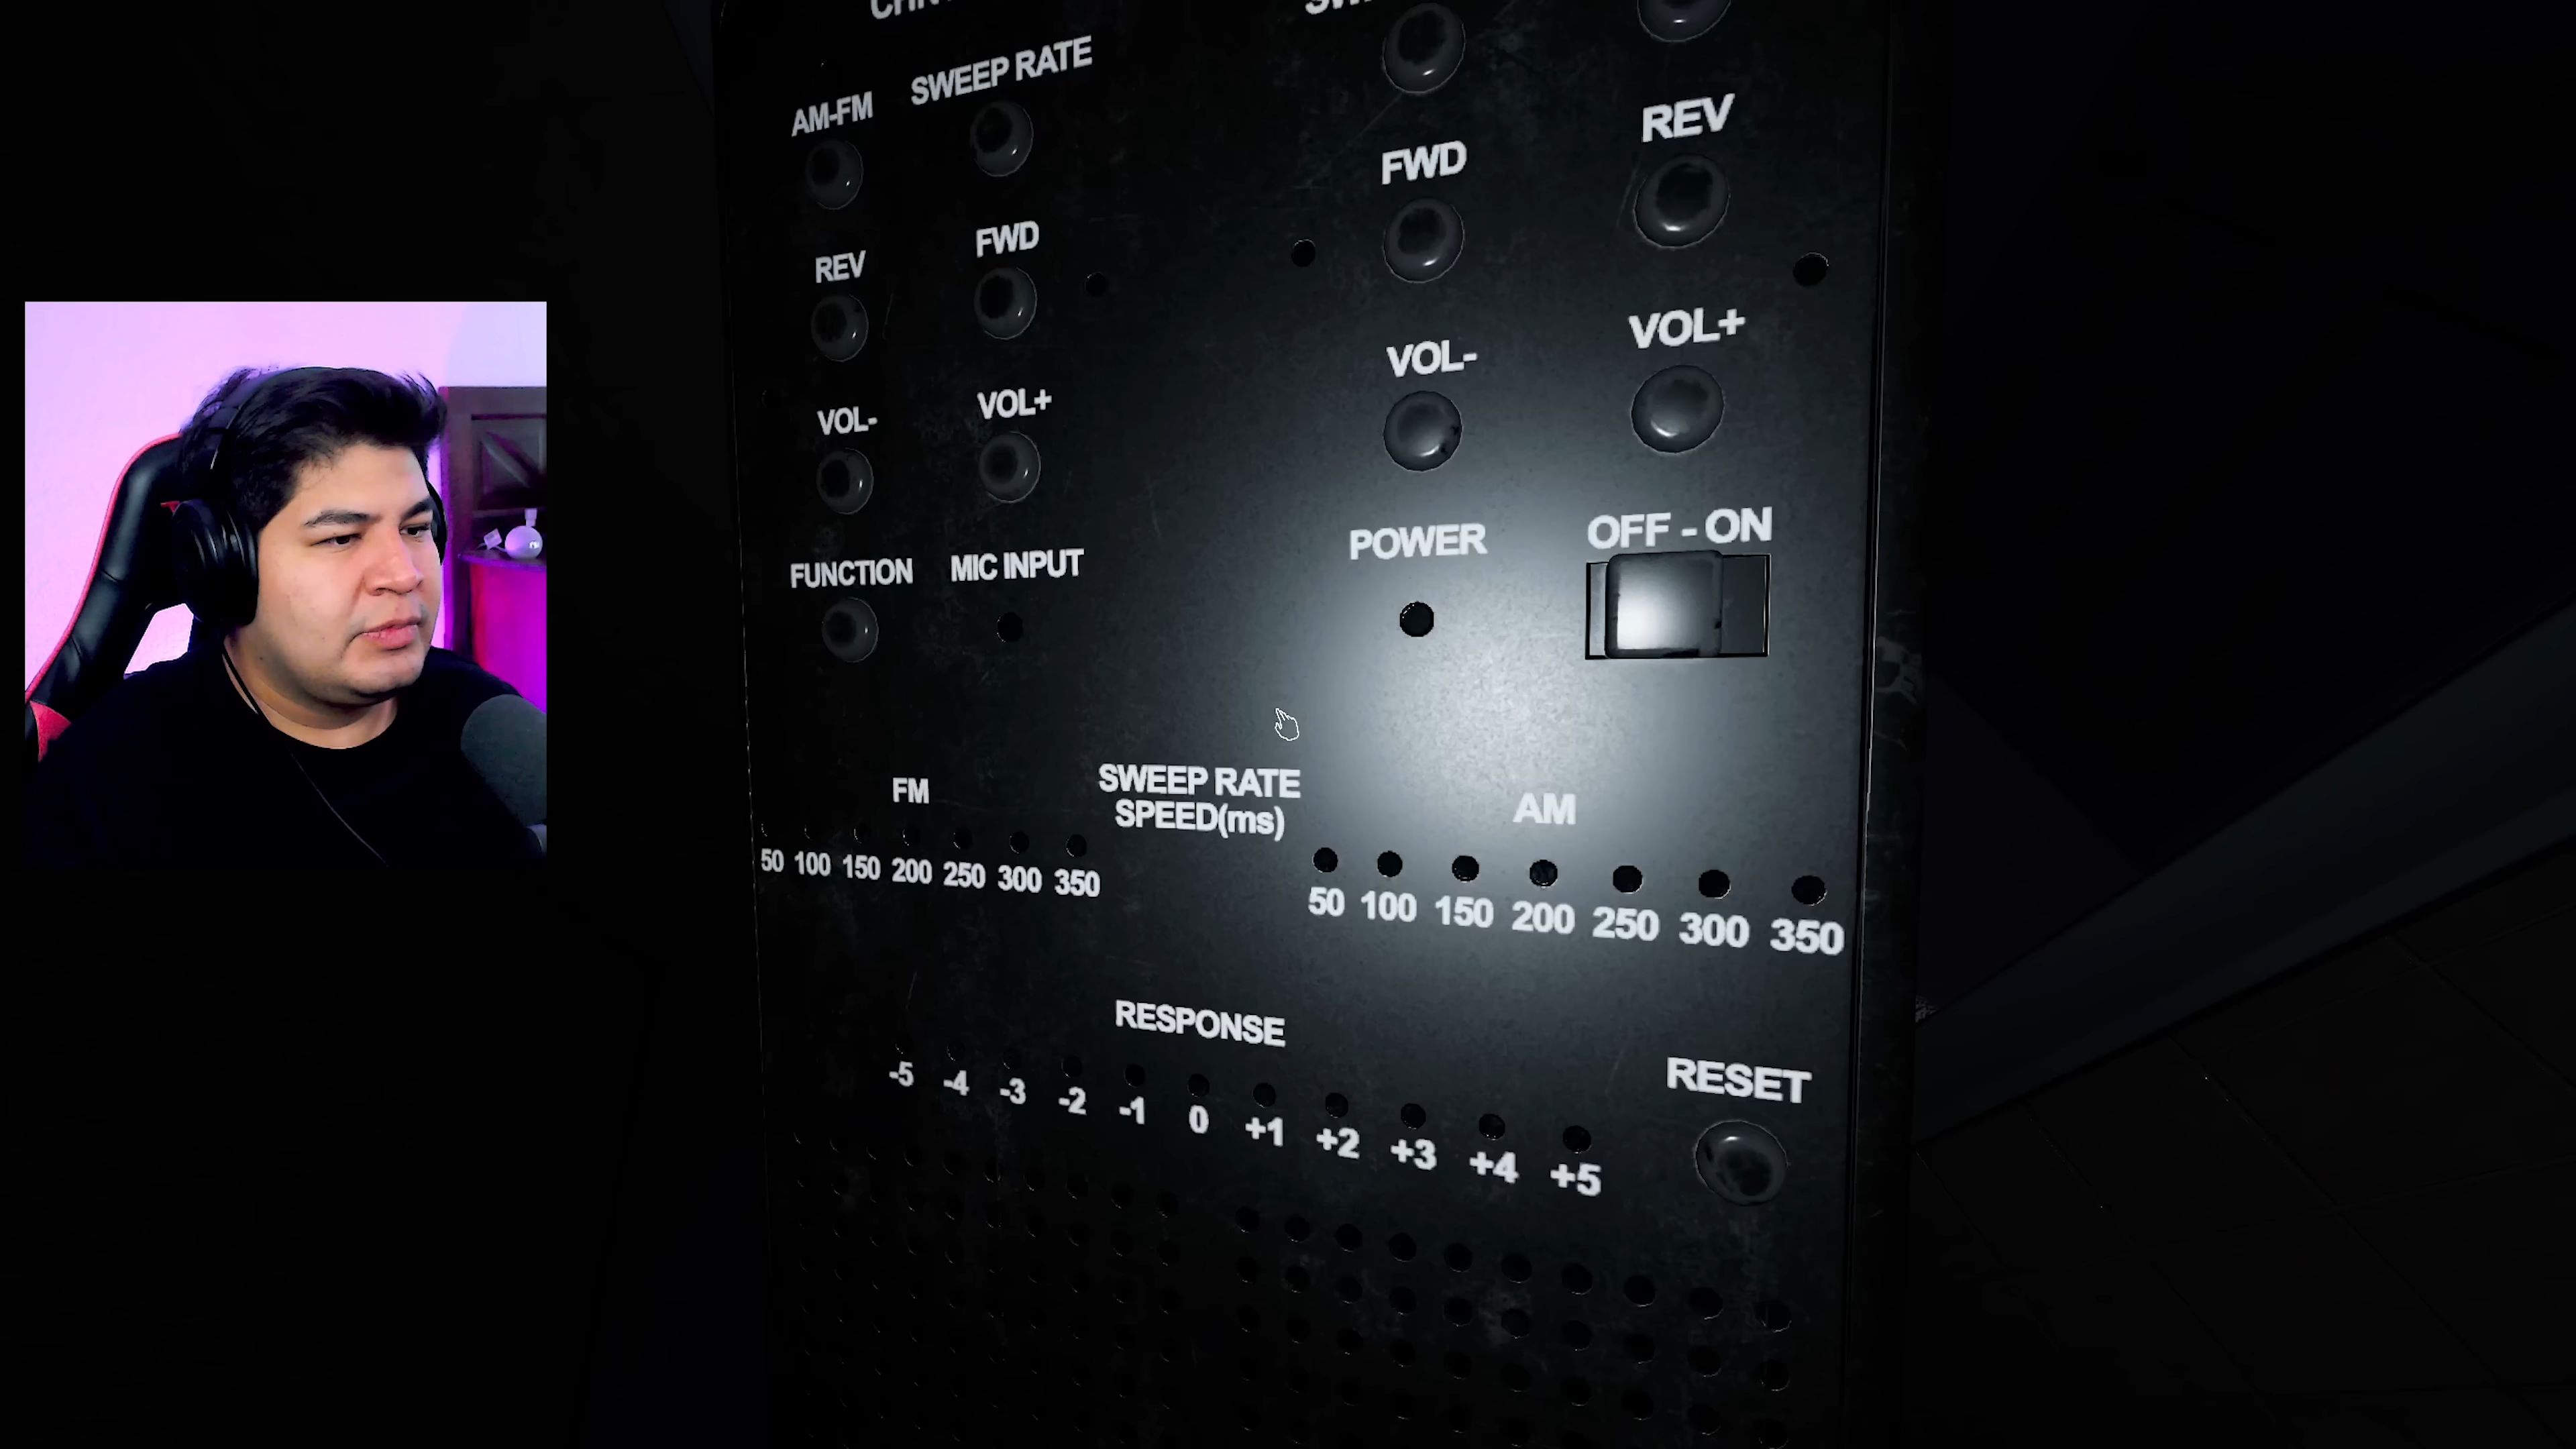 SWEEP RATE
AM-FM
REV
FWD
FWD
REV
VOL-
VOL+
VOL-
VOL+
FUNCTION
MIC INPUT
POWER
OFF - ON
FM
SWEEP RATE
SPEED(ms)
AM
50 100 150 200 250 300 350
50 100 150 200 250 300 350
RESPONSE
-5 -4 -3 -2 -1 0 +1 +2 +3 +4 +5
RESET